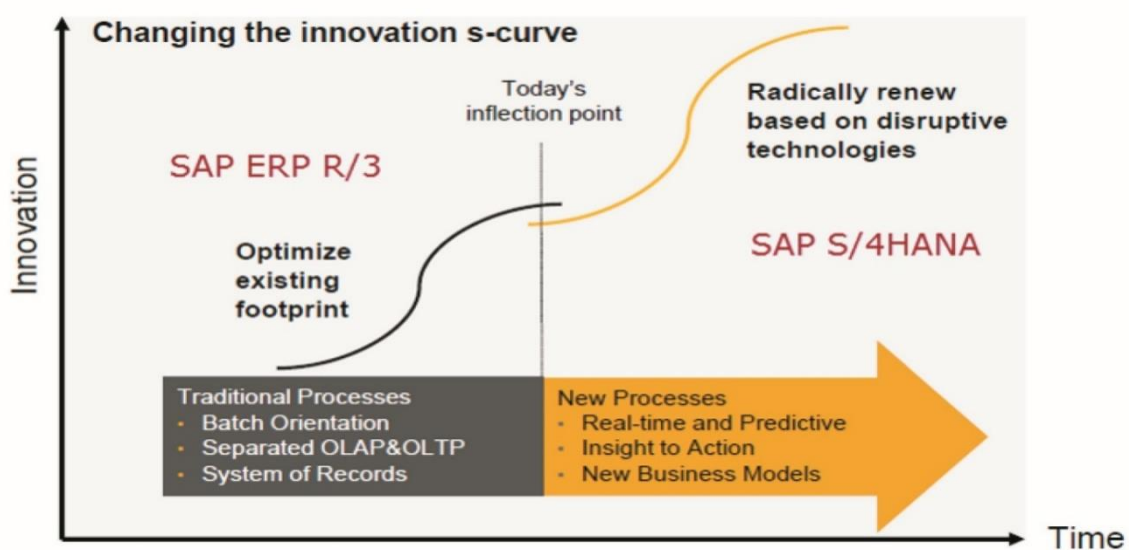 Changing the innovation s-curve
Today's
inflection point
Radically renew
based on disruptive
technologies
SAP ERP R/3
SAP S/4HANA
Optimize
existing
footprint
Innovation
Traditional Processes
• Batch Orientation
• Separated OLAP&OLTP
• System of Records
New Processes
• Real-time and Predictive
• Insight to Action
• New Business Models
Time